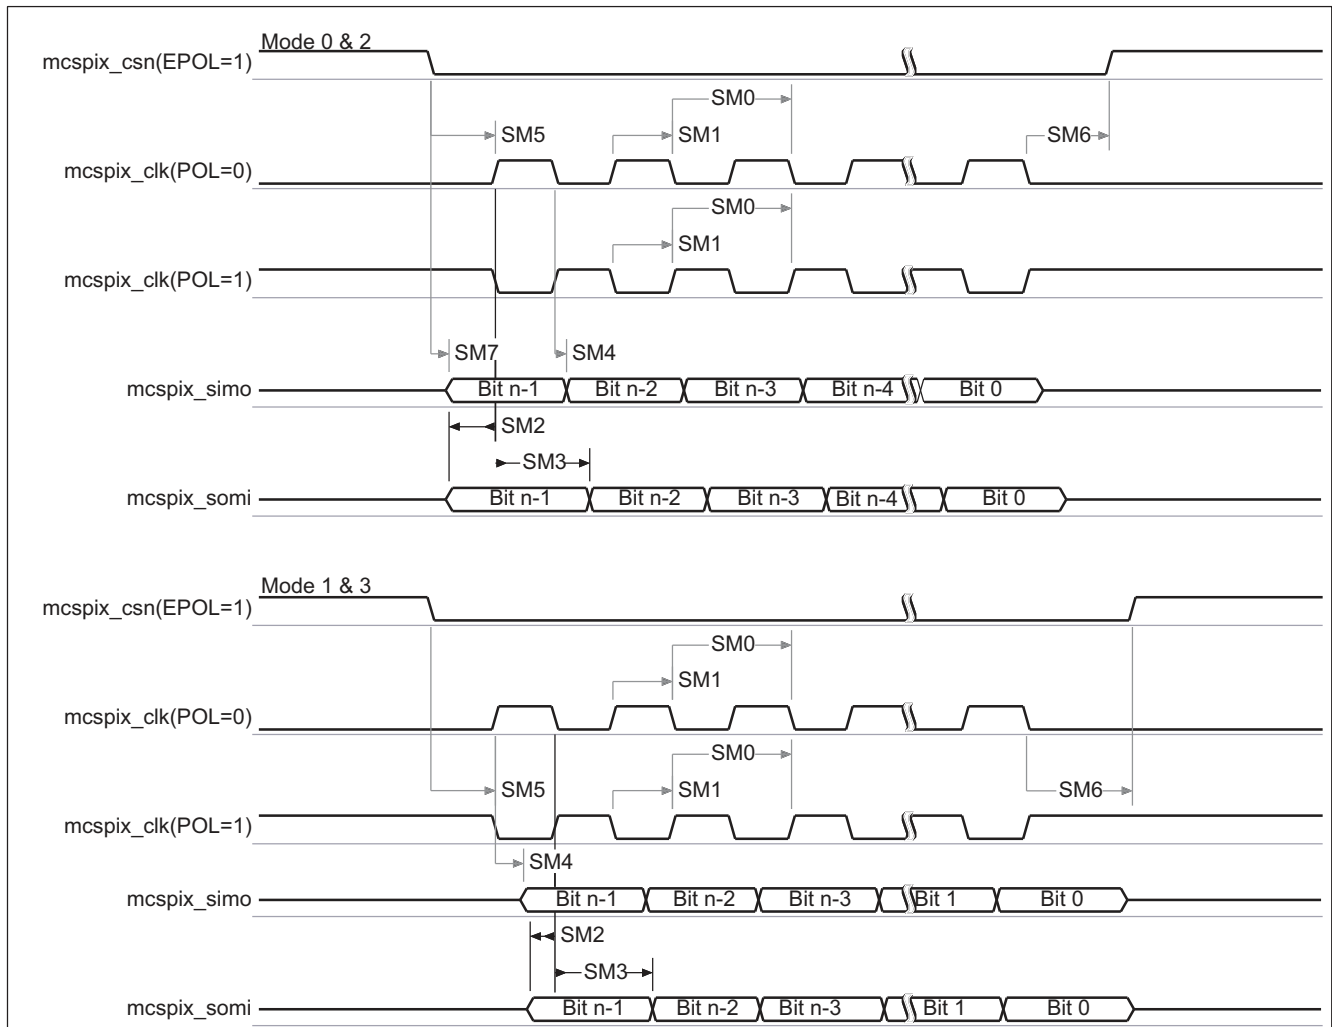 Mode 0 & 2
mcspix_csn(EPOL=1)
SM0
SM5
SM1
SM6
mcspix_clk(POL=0)
SM0
SM1
mcspix_clk(POL=1)
SM7
SM4
mcspix_simo
Bit n-1 Bit n-2 Bit n-3 Bit n-4 Bit 0
SM2
SM3
mcspix_somi
Bit n-1 Bit n-2 Bit n-3 Bit n-4 Bit 0
Mode 1 & 3
mcspix_csn(EPOL=1)
SM0
SM1
mcspix_clk(POL=0)
SM0
SM5
SM1
SM6
mcspix_clk(POL=1)
SM4
mcspix_simo
Bit n-1 Bit n-2 Bit n-3 Bit 1 Bit 0
SM2
SM3
mcspix_somi
Bit n-1 Bit n-2 Bit n-3 Bit 1 Bit 0